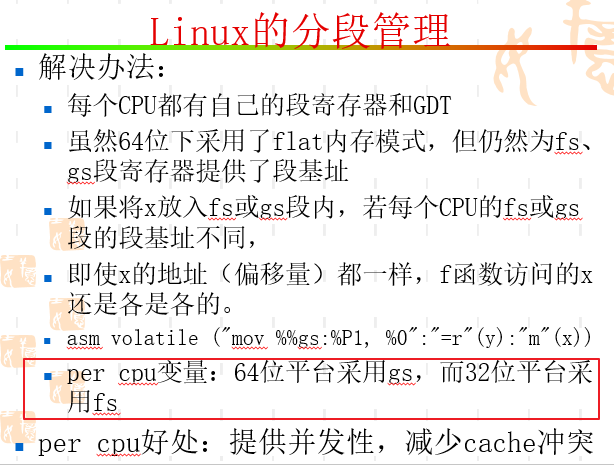 Linux的分段管理
解决办法：
每个CPU都有自己的段寄存器和GDT
虽然64位下采用了flat内存模式，但仍然为fs、
gs段寄存器提供了段基址
如果将x放入fs或gs段内，若每个CPU的fs或gs
段的段基址不同，
即使x的地址（偏移量）都一样，f函数访问的x
还是各是各的。
asm volatile ("mov %%gs:%P1, %0":"=r"(y):"m"(x))
per cpu变量：64位平台采用gs，而32位平台采
用fs
per cpu好处：提供并发性，减少cache冲突